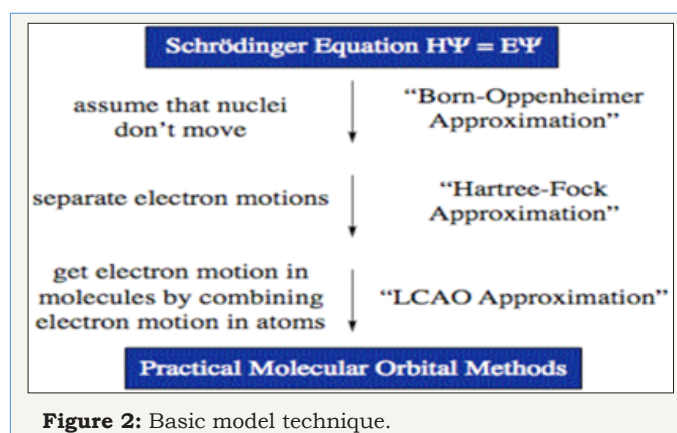 Schrödinger Equation HΨ = EΨ
assume that nuclei
don't move
"Born-Oppenheimer
Approximation"
separate electron motions
"Hartree-Fock
Approximation"
get electron motion in
molecules by combining
electron motion in atoms
"LCAO Approximation"
Practical Molecular Orbital Methods
Figure 2: Basic model technique.